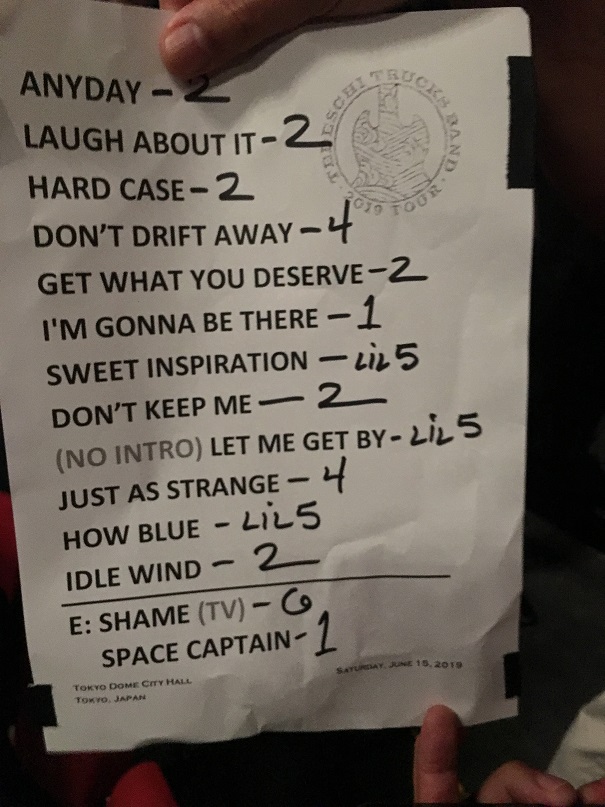 TEDESCHI TRUCKS BAND
2019 TOUR
ANYDAY - 2
LAUGH ABOUT IT - 2
HARD CASE - 2
DON'T DRIFT AWAY - 4
GET WHAT YOU DESERVE - 2
I'M GONNA BE THERE - 1
SWEET INSPIRATION - LiL 5
DON'T KEEP ME - 2
(NO INTRO) LET ME GET BY - LiL 5
JUST AS STRANGE - 4
HOW BLUE - LiL 5
IDLE WIND - 2
E: SHAME (TV) - 6
SPACE CAPTAIN - 1
TOKYO DOME CITY HALL
TOKYO, JAPAN
SATURDAY, JUNE 15, 2019